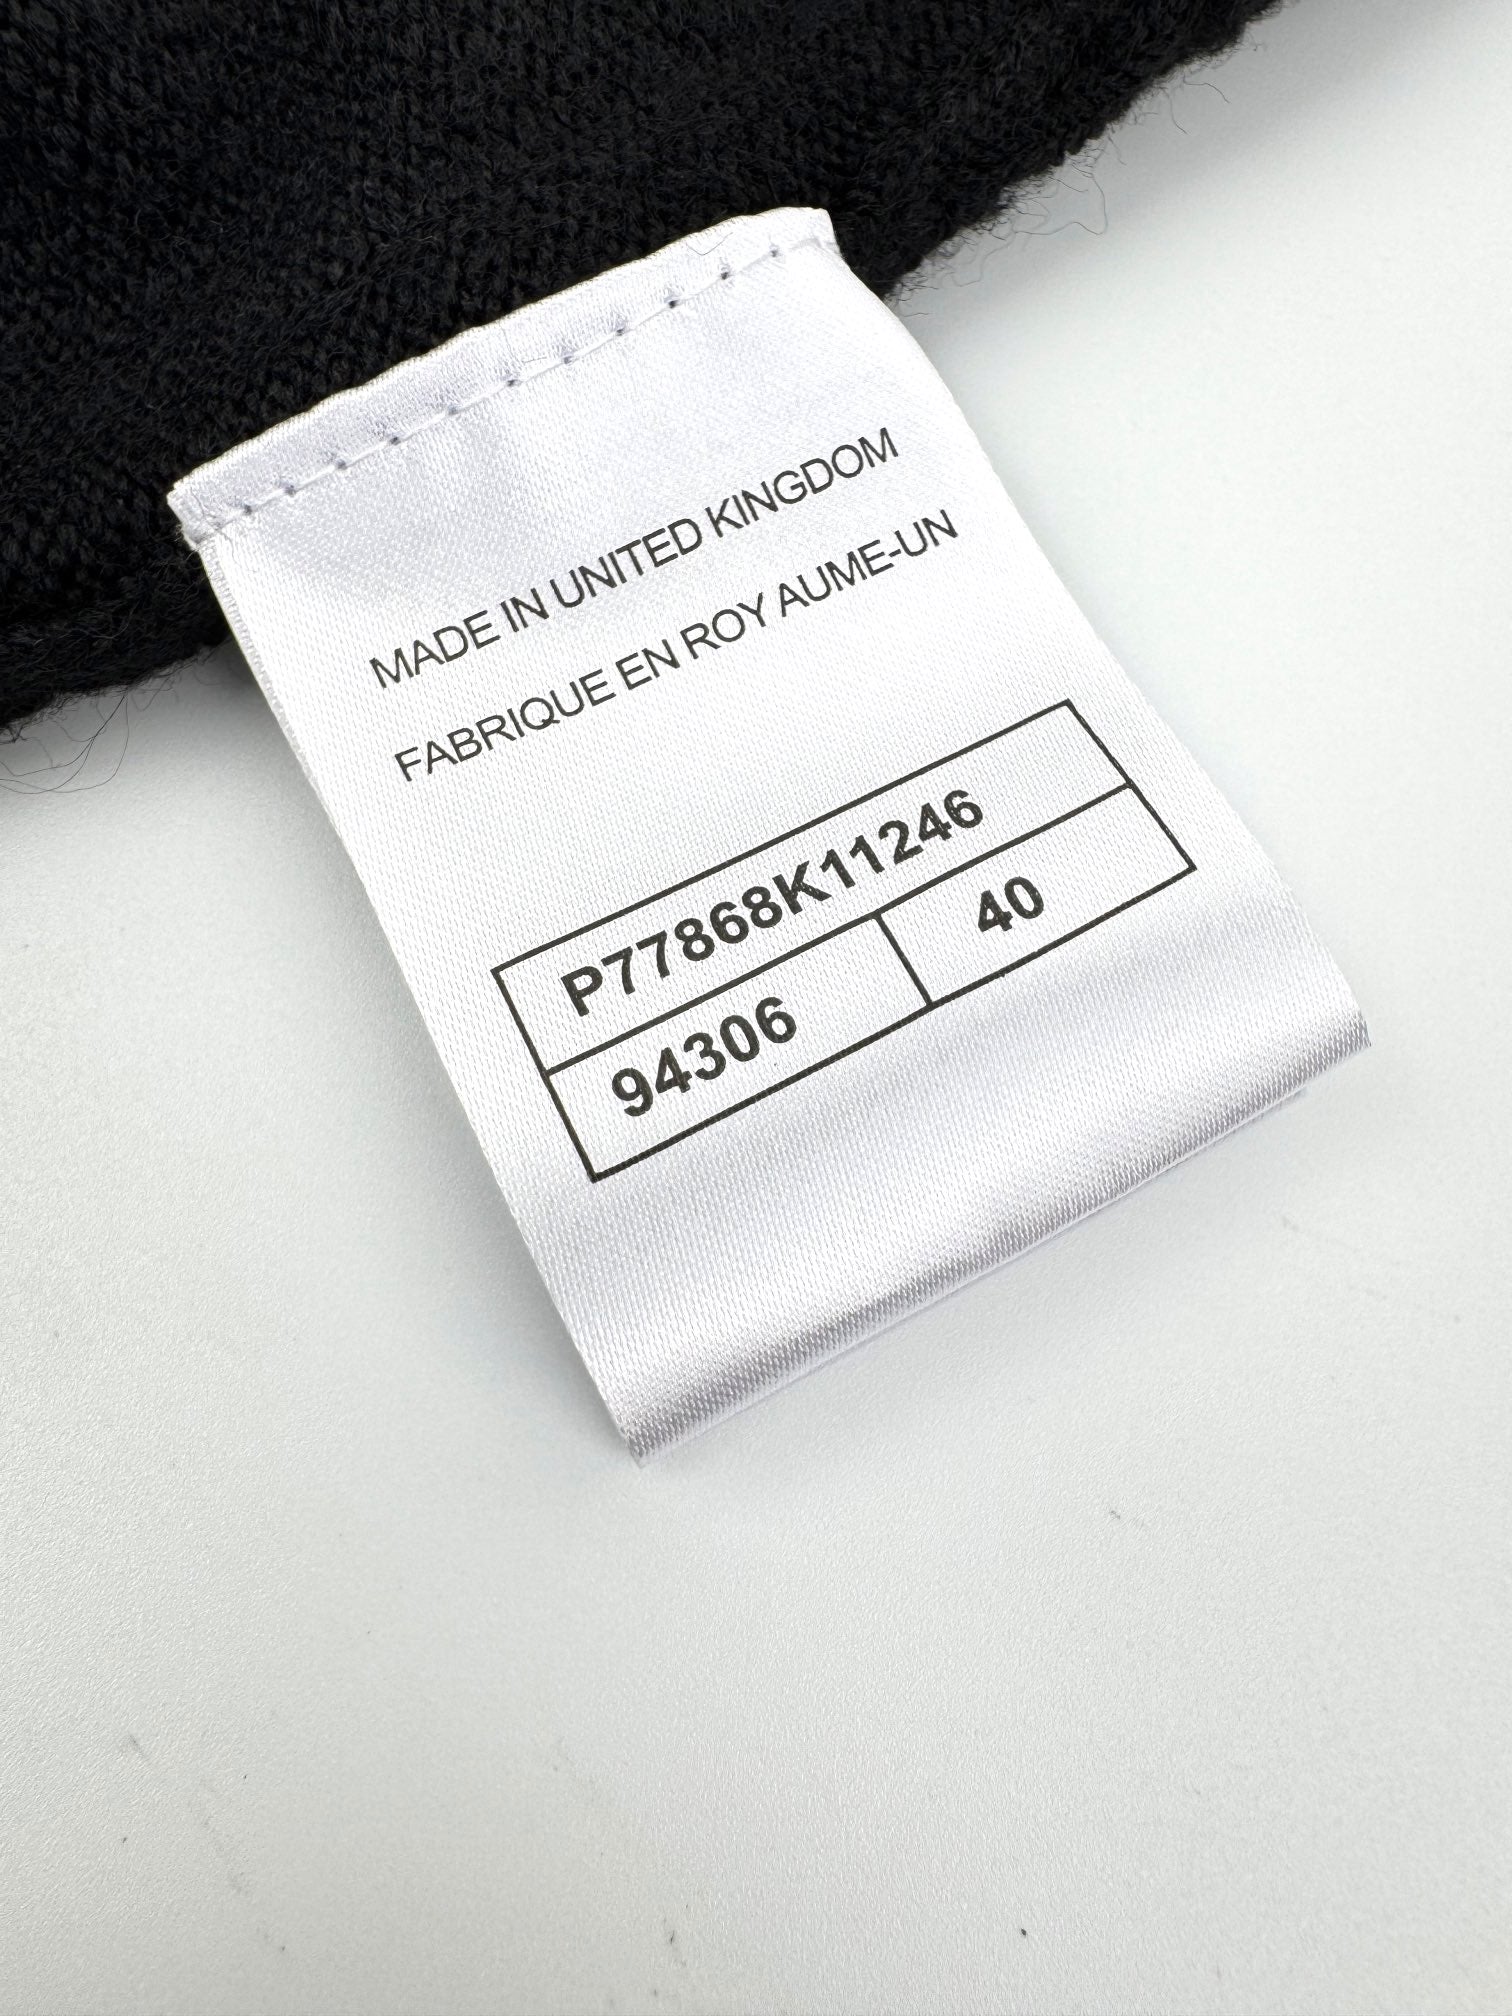 MADE IN UNITED KINGDOM
FABRIQUE EN ROY AUME-UN
P77868K11246
94306 40